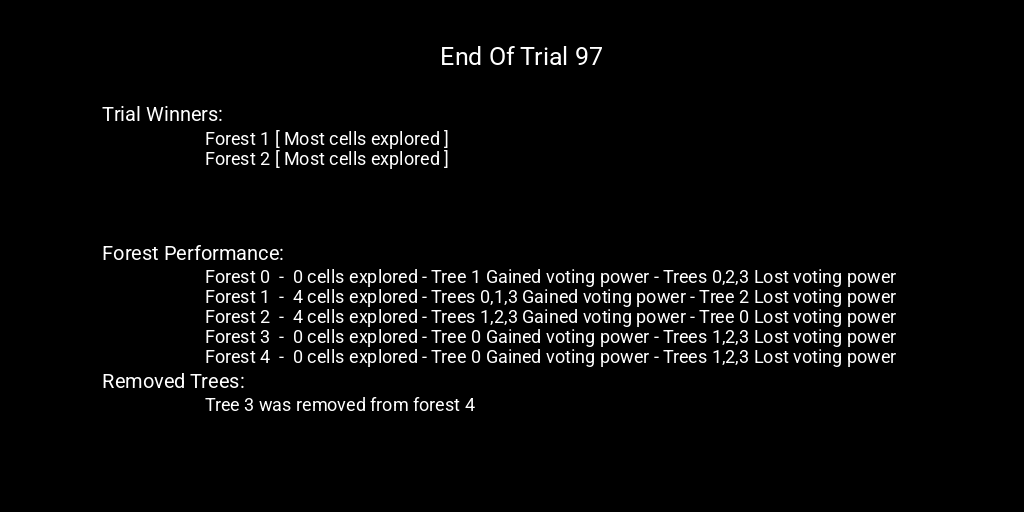 End Of Trial 97
Trial Winners:
Forest 1 [ Most cells explored ]
Forest 2 [ Most cells explored ]
Forest Performance:
Forest 0  -  0 cells explored - Tree 1 Gained voting power - Trees 0,2,3 Lost voting power
Forest 1  -  4 cells explored - Trees 0,1,3 Gained voting power - Tree 2 Lost voting power
Forest 2  -  4 cells explored - Trees 1,2,3 Gained voting power - Tree 0 Lost voting power
Forest 3  -  0 cells explored - Tree 0 Gained voting power - Trees 1,2,3 Lost voting power
Forest 4  -  0 cells explored - Tree 0 Gained voting power - Trees 1,2,3 Lost voting power
Removed Trees:
Tree 3 was removed from forest 4